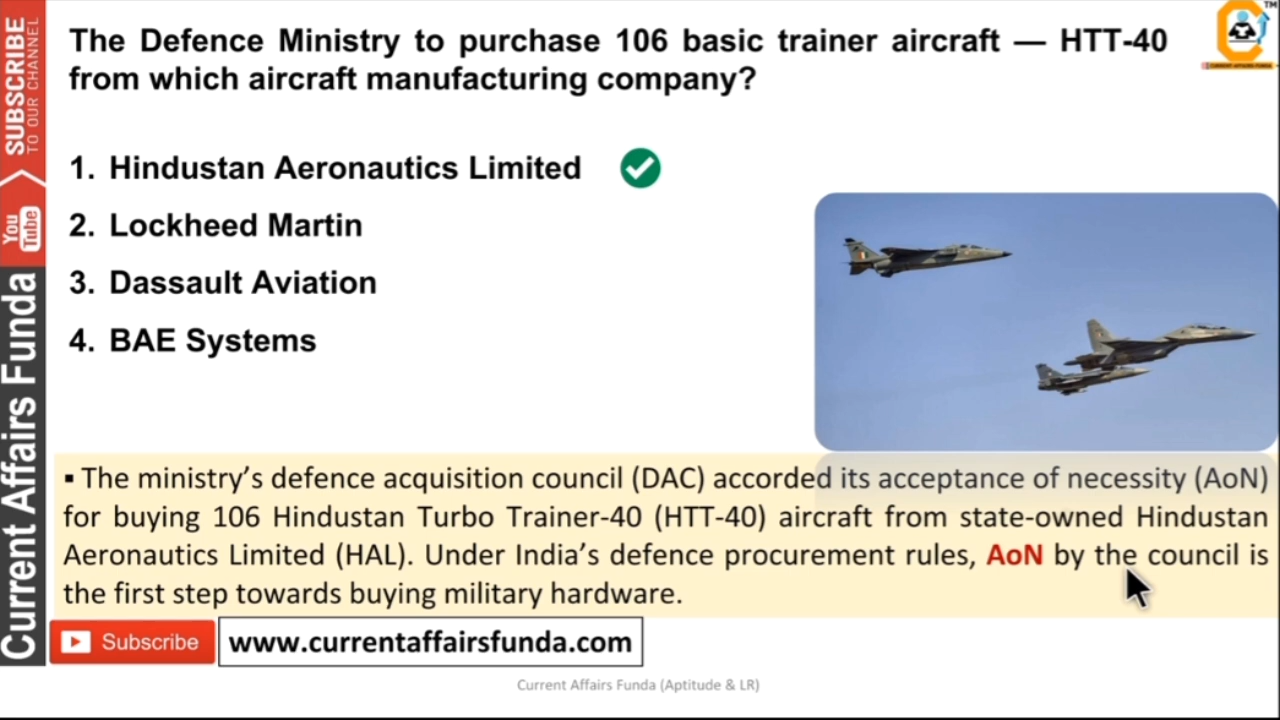 The Defence Ministry to purchase 106 basic trainer aircraft — HTT-40
from which aircraft manufacturing company?
1. Hindustan Aeronautics Limited
2. Lockheed Martin
3. Dassault Aviation
4. BAE Systems
▪ The ministry’s defence acquisition council (DAC) accorded its acceptance of necessity (AoN)
for buying 106 Hindustan Turbo Trainer-40 (HTT-40) aircraft from state-owned Hindustan
Aeronautics Limited (HAL). Under India’s defence procurement rules, AoN by the council is
the first step towards buying military hardware.
Subscribe
www.currentaffairsfunda.com
Current Affairs Funda (Aptitude & LR)
SUBSCRIBE
TO OUR CHANNEL
You
Tube
Current Affairs Funda
TM
CURRENT AFFAIRS FUNDA